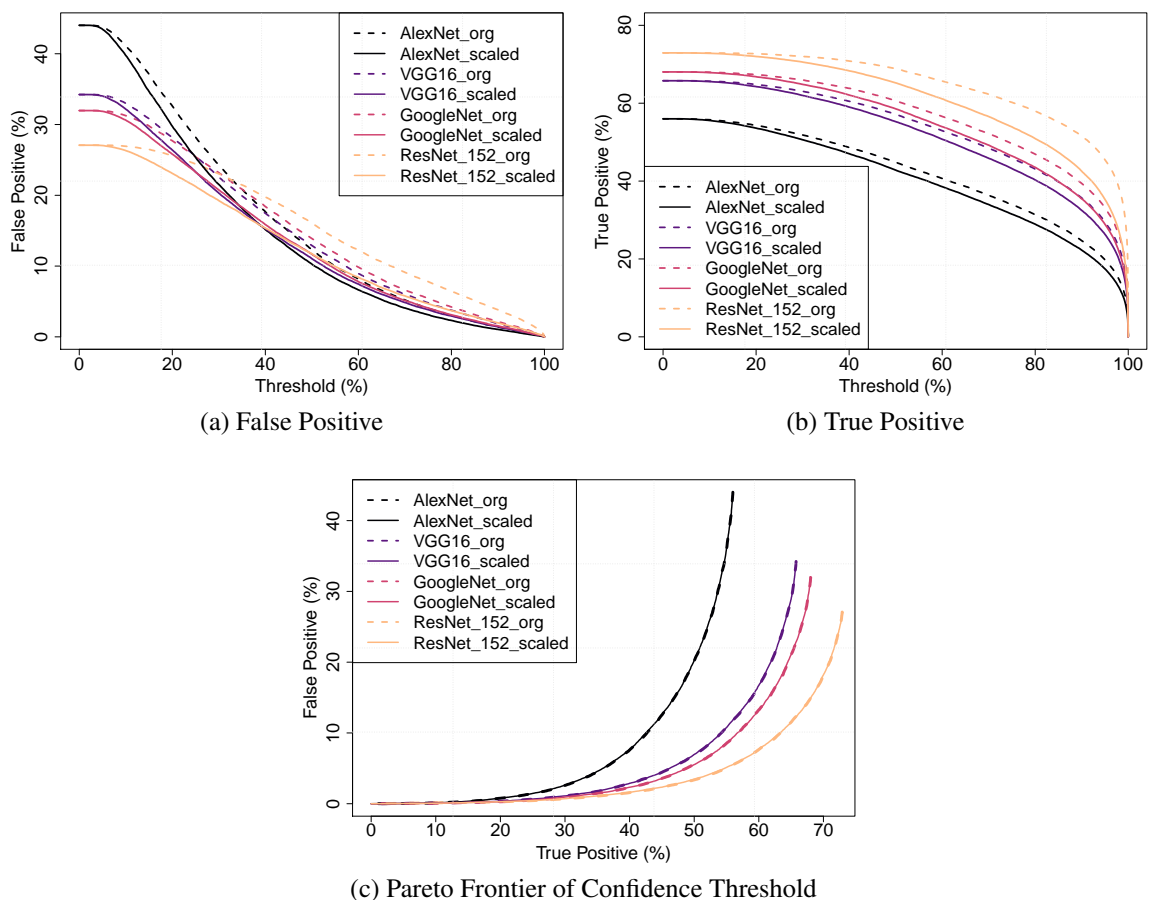 False Positive (%)
0 10 20 30 40
AlexNet_org
AlexNet_scaled
VGG16_org
VGG16_scaled
GoogleNet_org
GoogleNet_scaled
ResNet_152_org
ResNet_152_scaled
0 20 40 60 80 100
Threshold (%)
(a) False Positive
True Positive (%)
0 20 40 60 80
AlexNet_org
AlexNet_scaled
VGG16_org
VGG16_scaled
GoogleNet_org
GoogleNet_scaled
ResNet_152_org
ResNet_152_scaled
0 20 40 60 80 100
Threshold (%)
(b) True Positive
False Positive (%)
0 10 20 30 40
AlexNet_org
AlexNet_scaled
VGG16_org
VGG16_scaled
GoogleNet_org
GoogleNet_scaled
ResNet_152_org
ResNet_152_scaled
0 10 20 30 40 50 60 70
True Positive (%)
(c) Pareto Frontier of Confidence Threshold